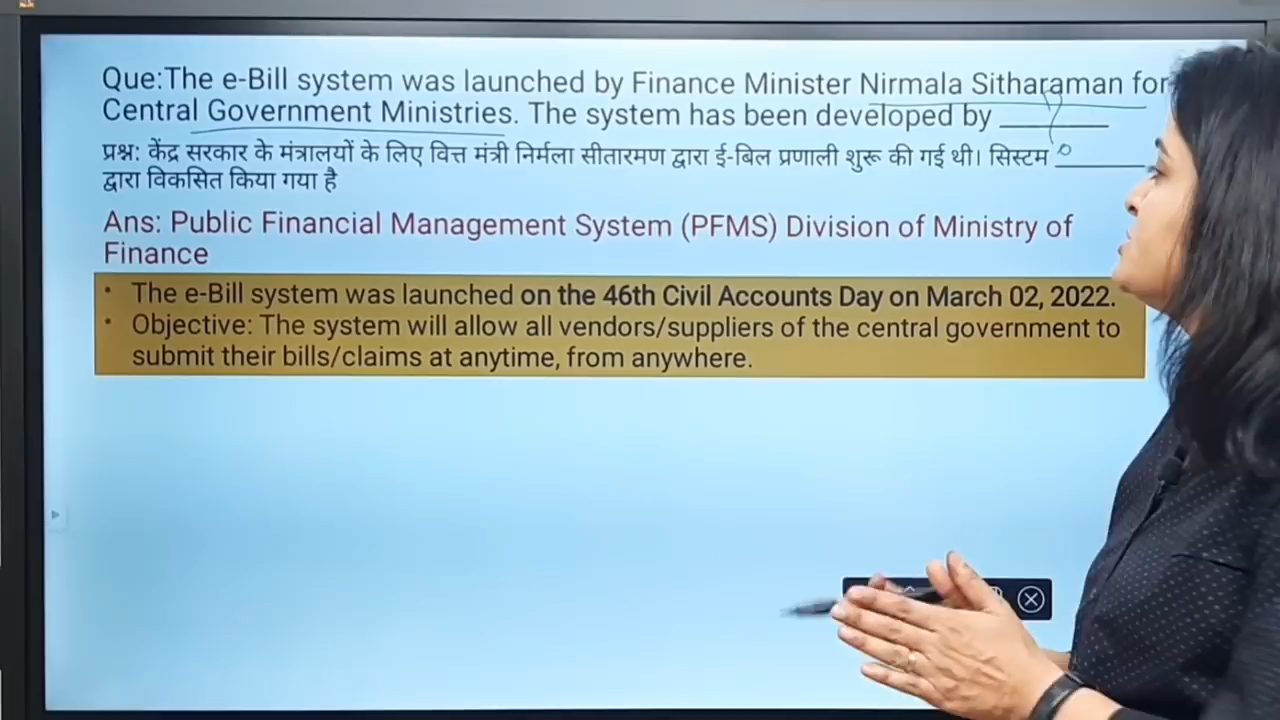 Que:The e-Bill system was launched by Finance Minister Nirmala Sitharaman for
Central Government Ministries. The system has been developed by ________
प्रश्न: केंद्र सरकार के मंत्रालयों के लिए वित्त मंत्री निर्मला सीतारमण द्वारा ई-बिल प्रणाली शुरू की गई थी। सिस्टम ________
द्वारा विकसित किया गया है
Ans: Public Financial Management System (PFMS) Division of Ministry of
Finance
• The e-Bill system was launched on the 46th Civil Accounts Day on March 02, 2022.
• Objective: The system will allow all vendors/suppliers of the central government to
submit their bills/claims at anytime, from anywhere.